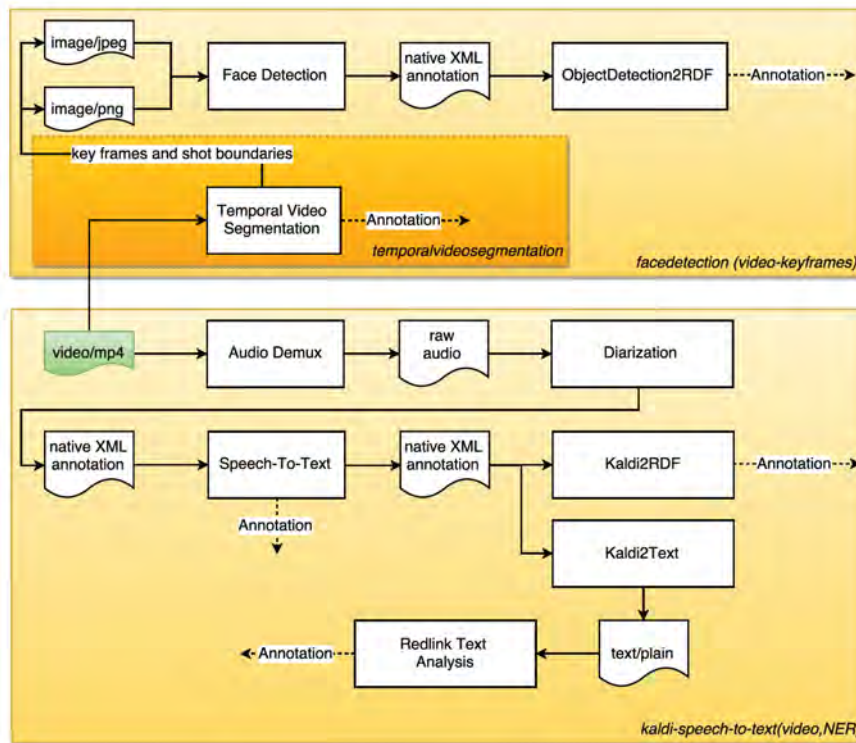 image/jpeg
Face Detection
native XML
annotation
ObjectDetection2RDF
Annotation
image/png
key frames and shot boundaries
Temporal Video
Segmentation
Annotation
temporalvideosegmentation
facedetection (video-keyframes)
video/mp4
Audio Demux
raw
audio
Diarization
native XML
annotation
Speech-To-Text
native XML
annotation
Kaldi2RDF
Annotation
Annotation
Kaldi2Text
Annotation
Redlink Text
Analysis
text/plain
kaldi-speech-to-text(video,NER